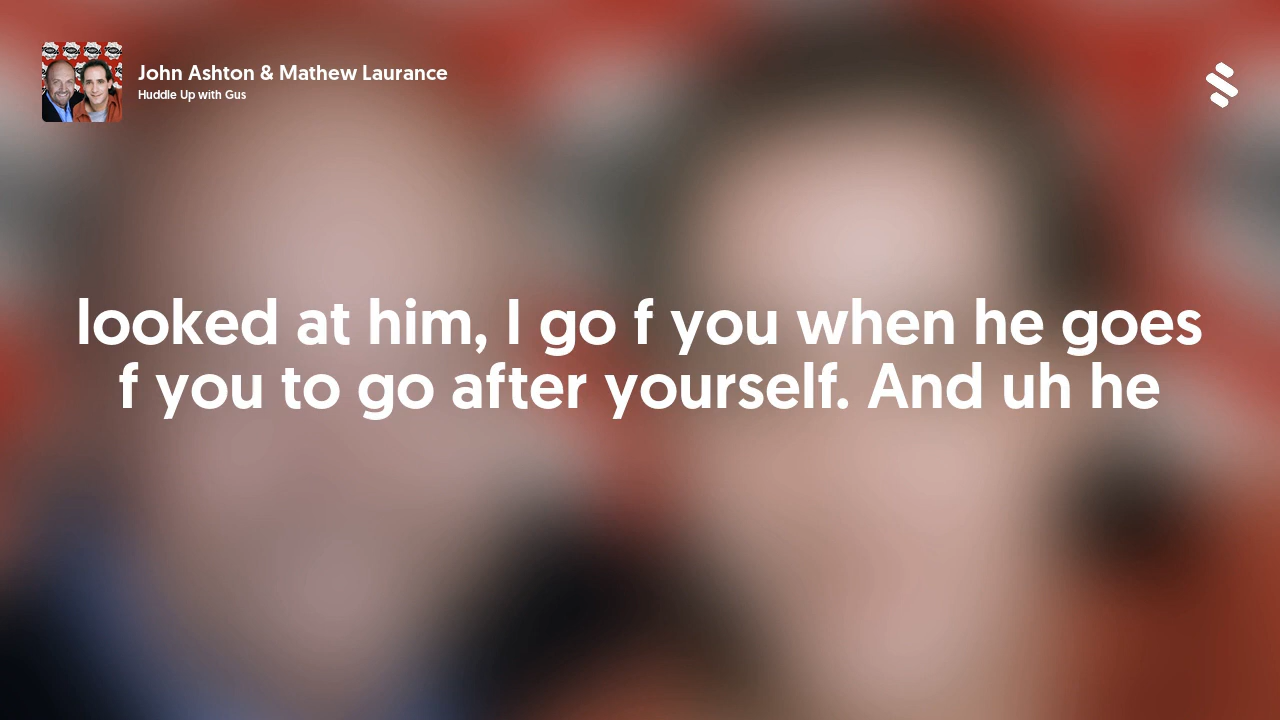 John Ashton & Mathew Laurance
Huddle Up with Gus
looked at him, I go f you when he goes
f you to go after yourself. And uh he